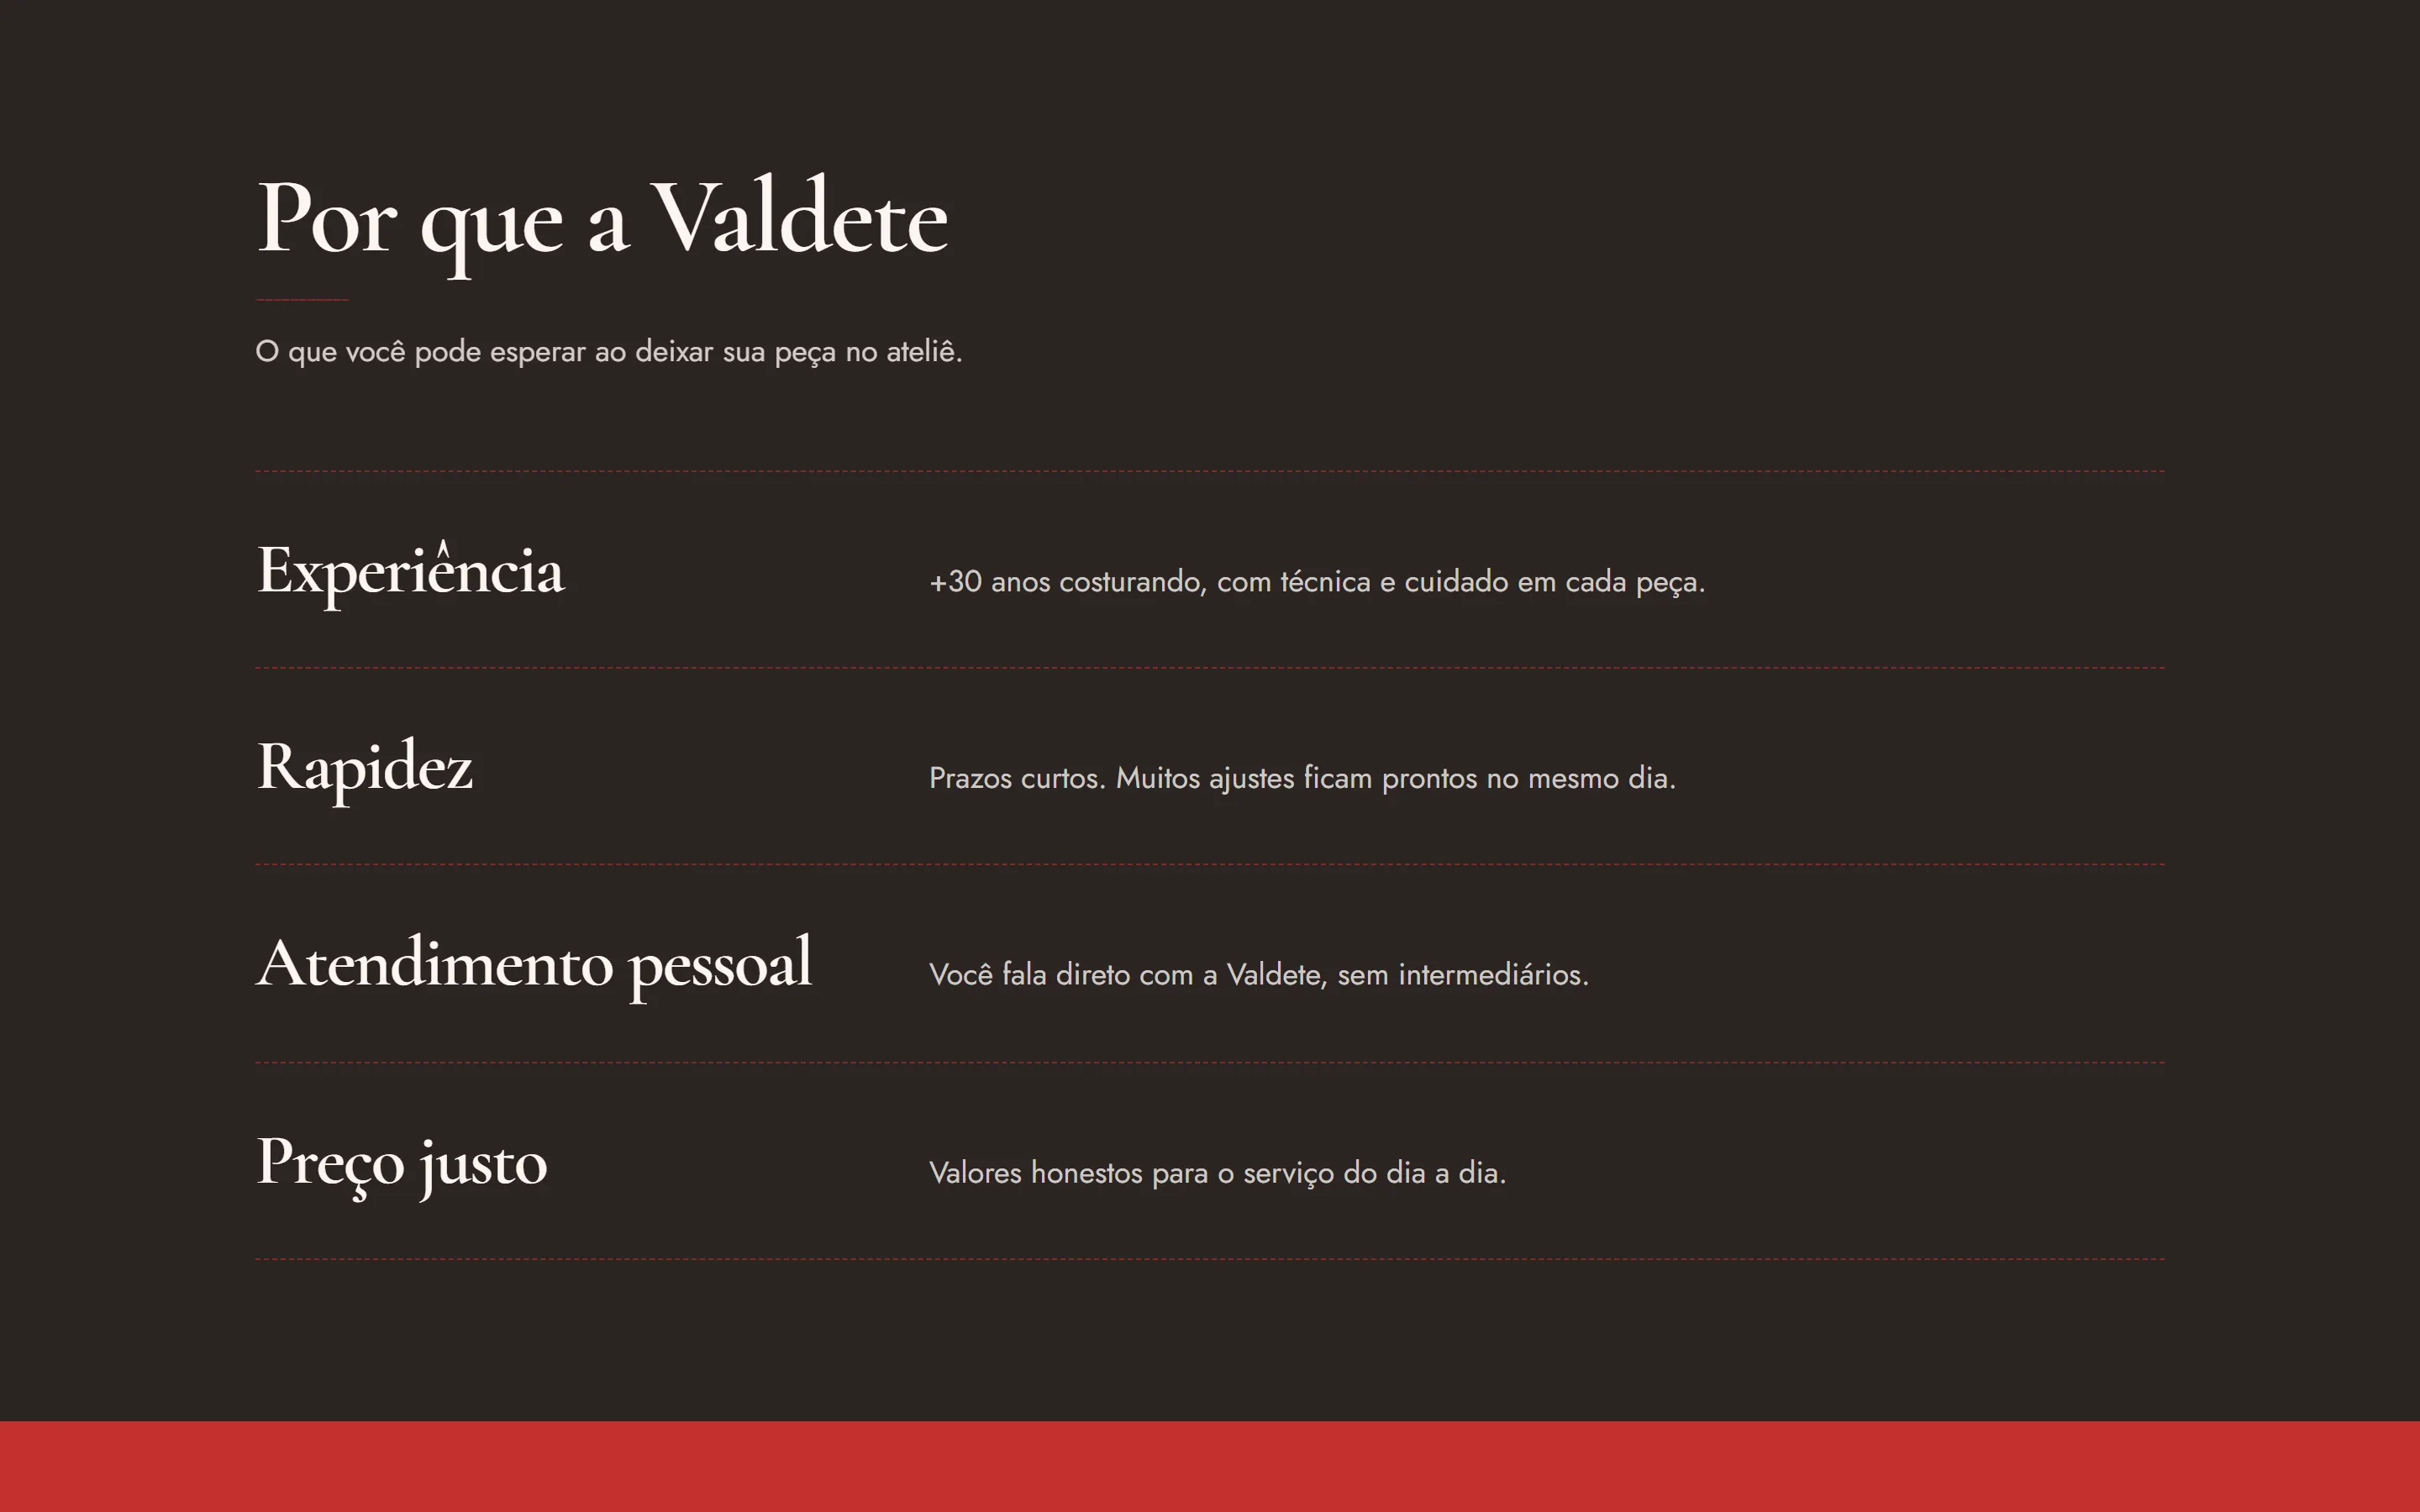 Por que a Valdete
O que você pode esperar ao deixar sua peça no ateliê.
Experiência
+30 anos costurando, com técnica e cuidado em cada peça.
Rapidez
Prazos curtos. Muitos ajustes ficam prontos no mesmo dia.
Atendimento pessoal
Você fala direto com a Valdete, sem intermediários.
Preço justo
Valores honestos para o serviço do dia a dia.